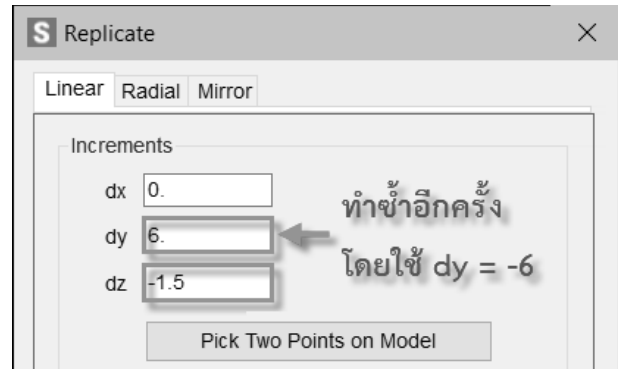 S Replicate
Linear Radial Mirror
Increments
dx 0.
dy 6.
dz -1.5
ทำซ้ำอีกครั้ง
โดยใช้ dy = -6
Pick Two Points on Model